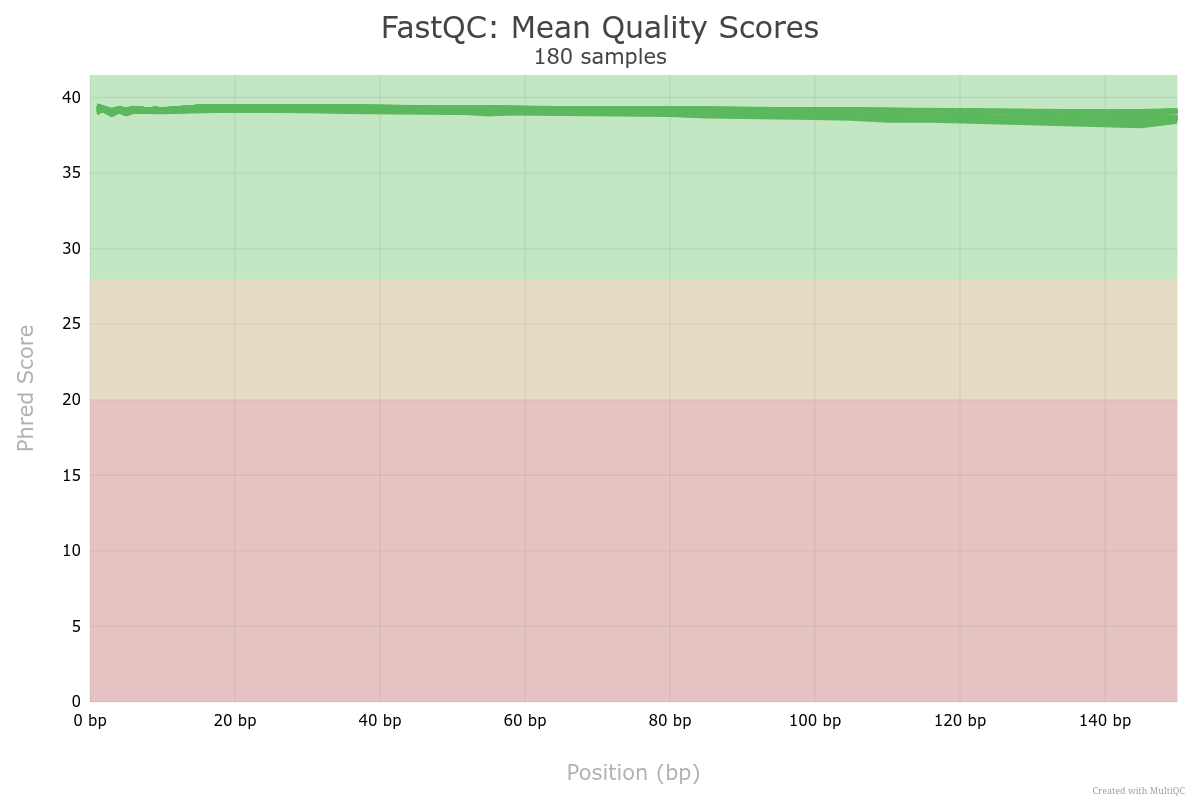 FastQC: Mean Quality Scores
180 samples
40
35
30
25
20
15
10
5
0
Phred Score
0 bp 20 bp 40 bp 60 bp 80 bp 100 bp 120 bp 140 bp
Position (bp)
Created with MultiQC